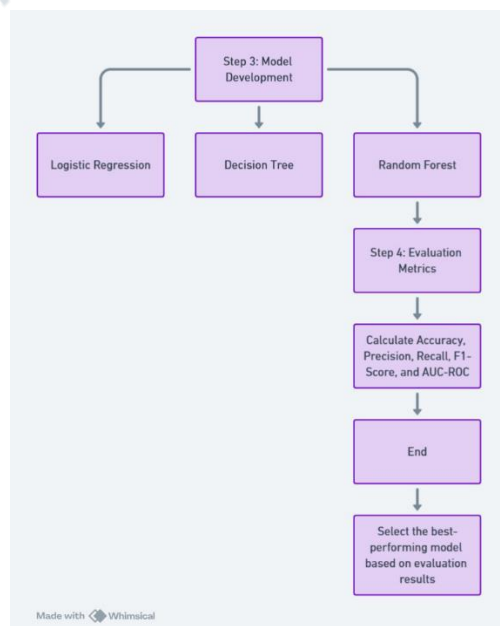 Step 3: Model
Development
Logistic Regression
Decision Tree
Random Forest
Step 4: Evaluation
Metrics
Calculate Accuracy,
Precision, Recall, F1-
Score, and AUC-ROC
End
Select the best-
performing model
based on evaluation
results
Made with Whimsical